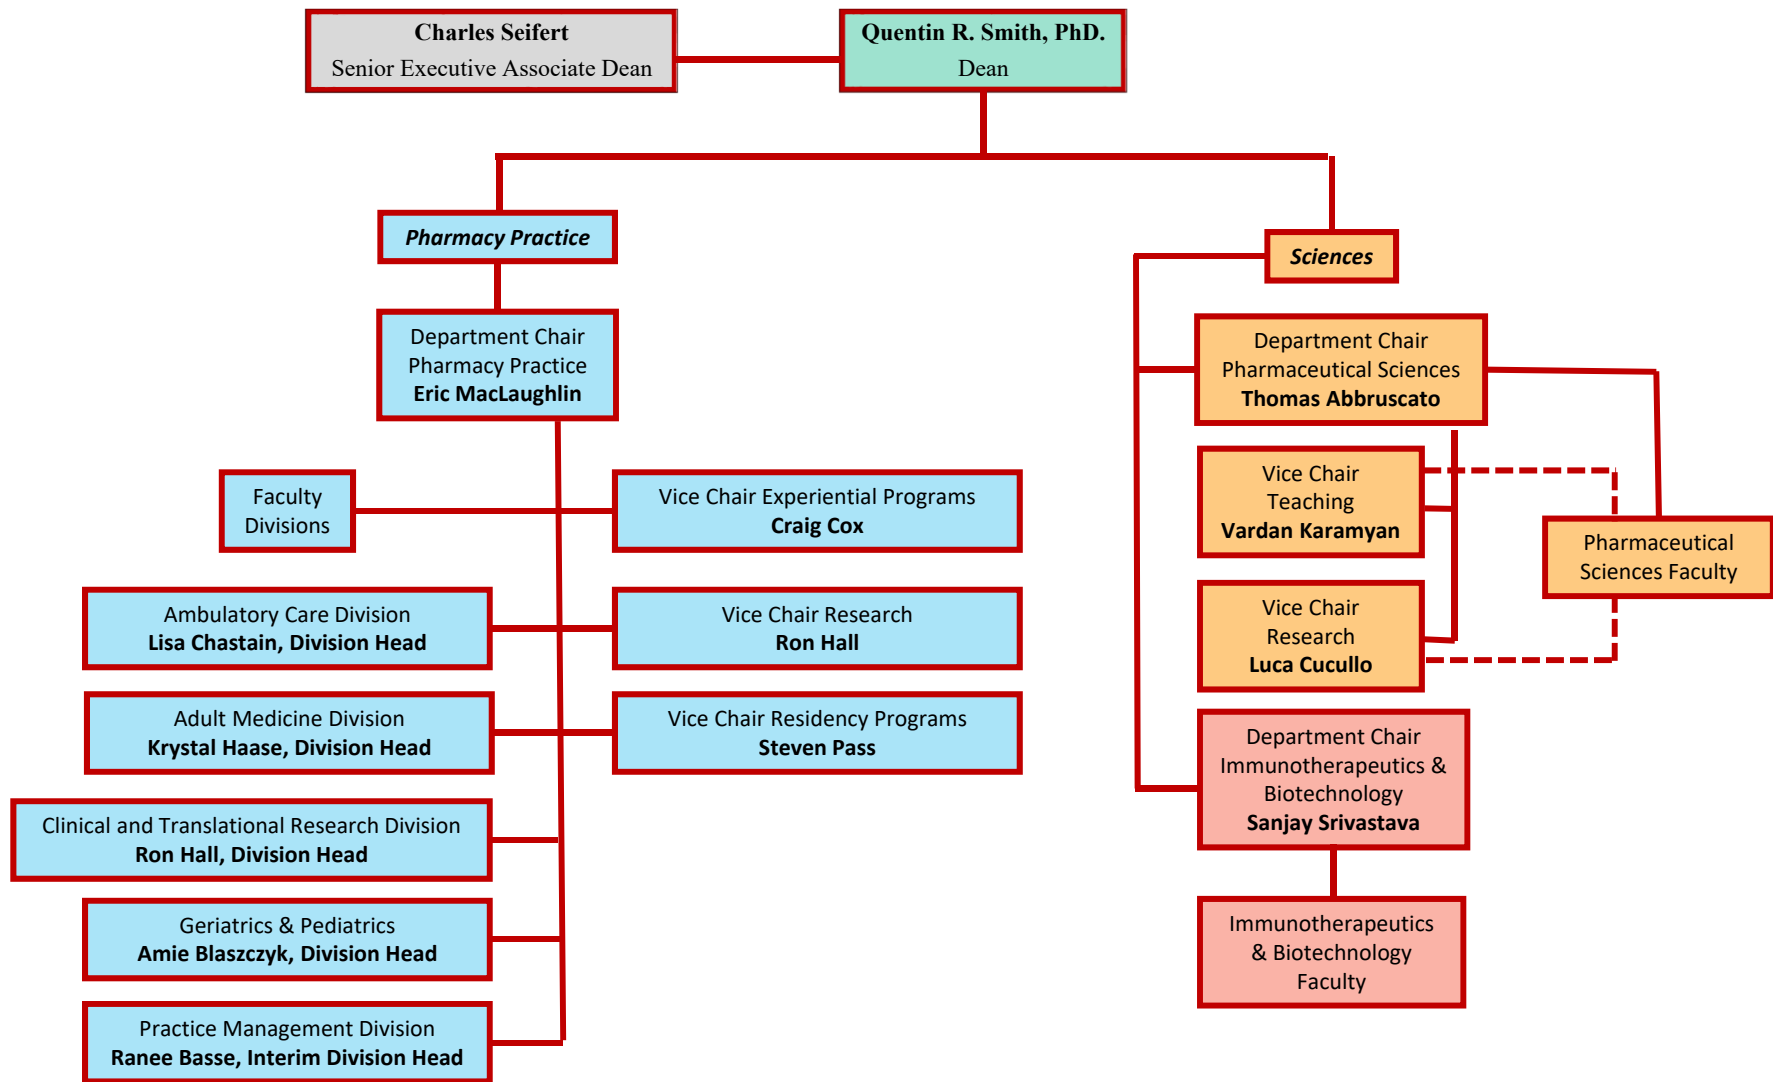 Charles Seifert
Senior Executive Associate Dean
Quentin R. Smith, PhD.
Dean
Pharmacy Practice
Department Chair
Pharmacy Practice
Eric MacLaughlin
Faculty
Divisions
Vice Chair Experiential Programs
Craig Cox
Ambulatory Care Division
Lisa Chastain, Division Head
Vice Chair Research
Ron Hall
Adult Medicine Division
Krystal Haase, Division Head
Vice Chair Residency Programs
Steven Pass
Clinical and Translational Research Division
Ron Hall, Division Head
Geriatrics & Pediatrics
Amie Blaszczyk, Division Head
Practice Management Division
Ranee Basse, Interim Division Head
Sciences
Department Chair
Pharmaceutical Sciences
Thomas Abbruscato
Vice Chair
Teaching
Vardan Karamyan
Vice Chair
Research
Luca Cucullo
Pharmaceutical
Sciences Faculty
Department Chair
Immunotherapeutics &
Biotechnology
Sanjay Srivastava
Immunotherapeutics
& Biotechnology
Faculty